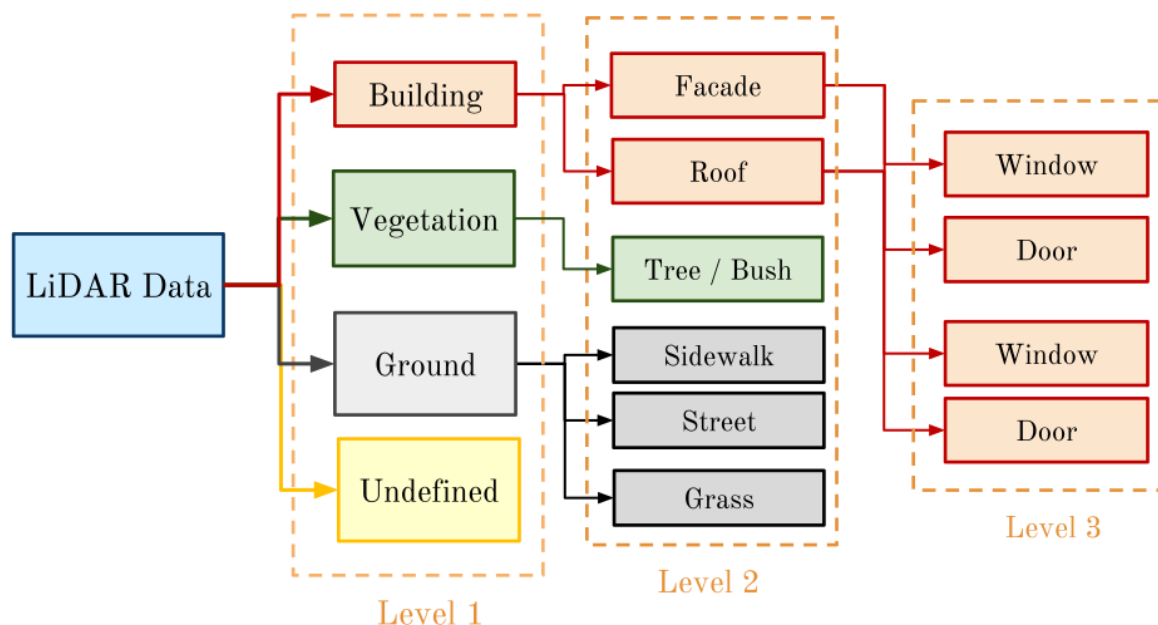 LiDAR Data
Building
Vegetation
Ground
Undefined
Level 1
Facade
Roof
Tree / Bush
Sidewalk
Street
Grass
Level 2
Window
Door
Window
Door
Level 3